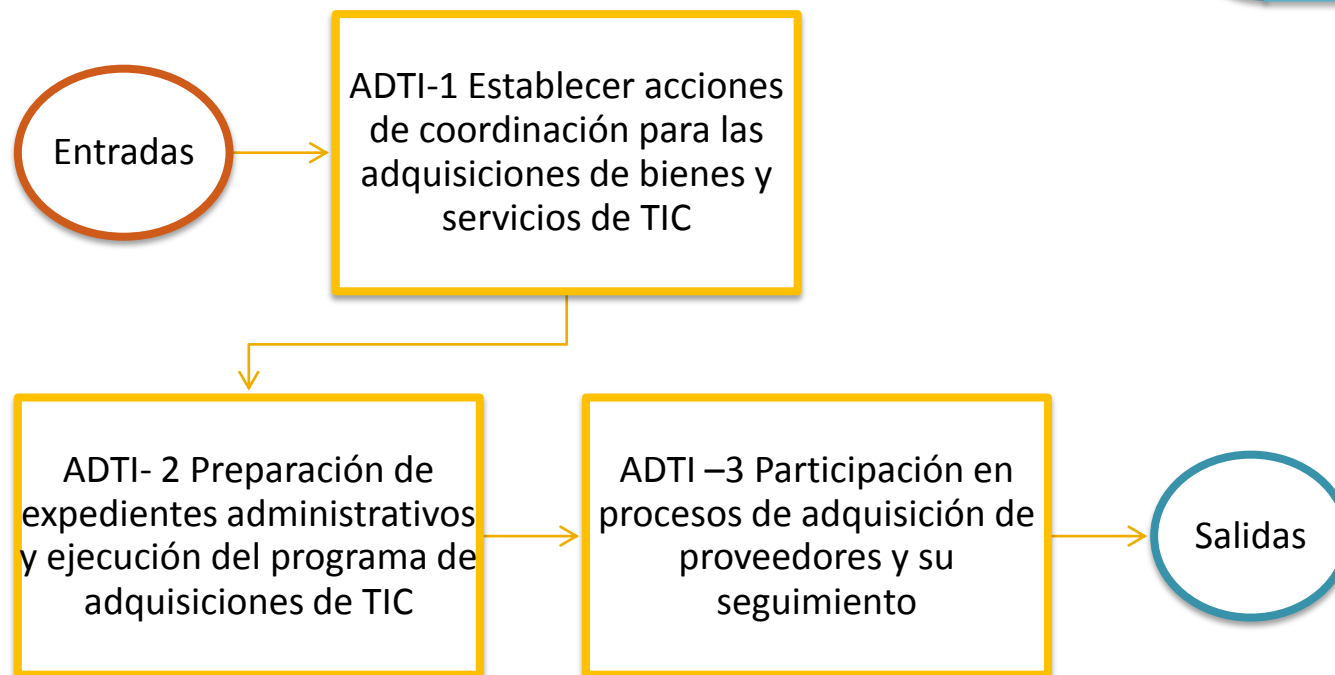 Entradas
ADTI-1 Establecer acciones
de coordinación para las
adquisiciones de bienes y
servicios de TIC
ADTI- 2 Preparación de
expedientes administrativos
y ejecución del programa de
adquisiciones de TIC
ADTI –3 Participación en
procesos de adquisición de
proveedores y su
seguimiento
Salidas